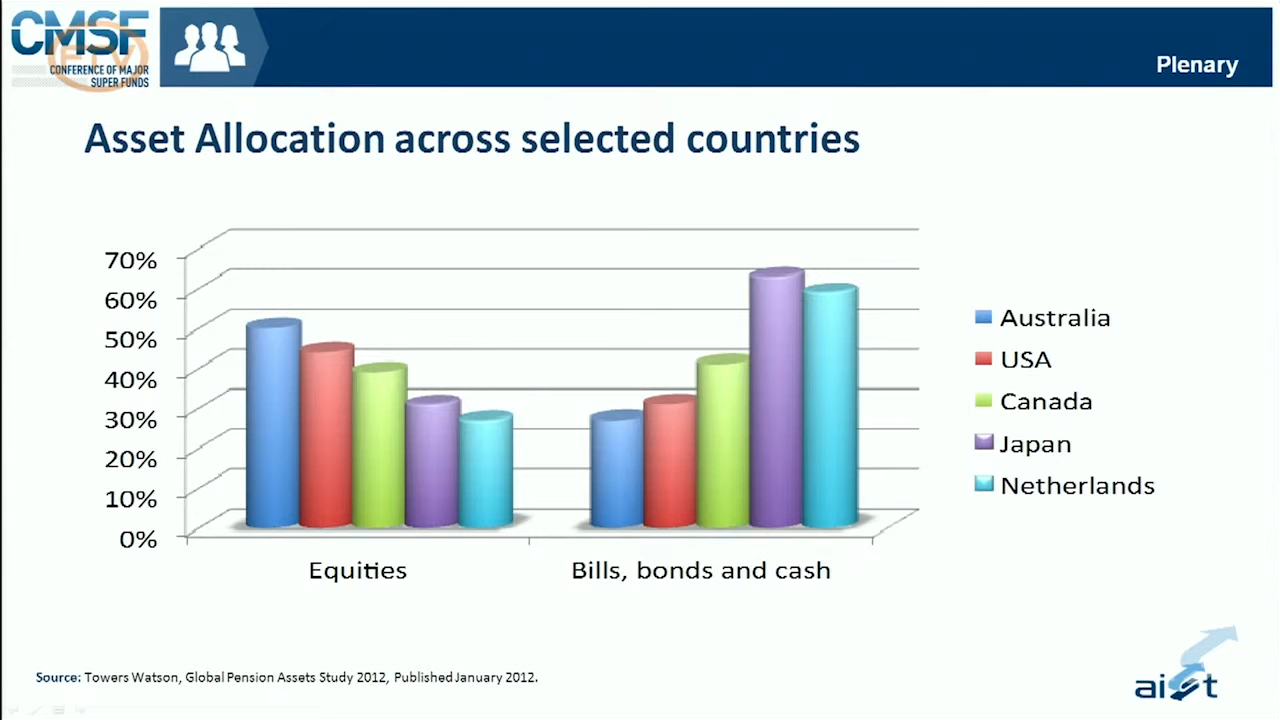 CMSF
CONFERENCE OF MAJOR
SUPER FUNDS
Plenary
Asset Allocation across selected countries
70%
60%
50%
40%
30%
20%
10%
0%
Equities
Bills, bonds and cash
Australia
USA
Canada
Japan
Netherlands
Source: Towers Watson, Global Pension Assets Study 2012, Published January 2012.
aist